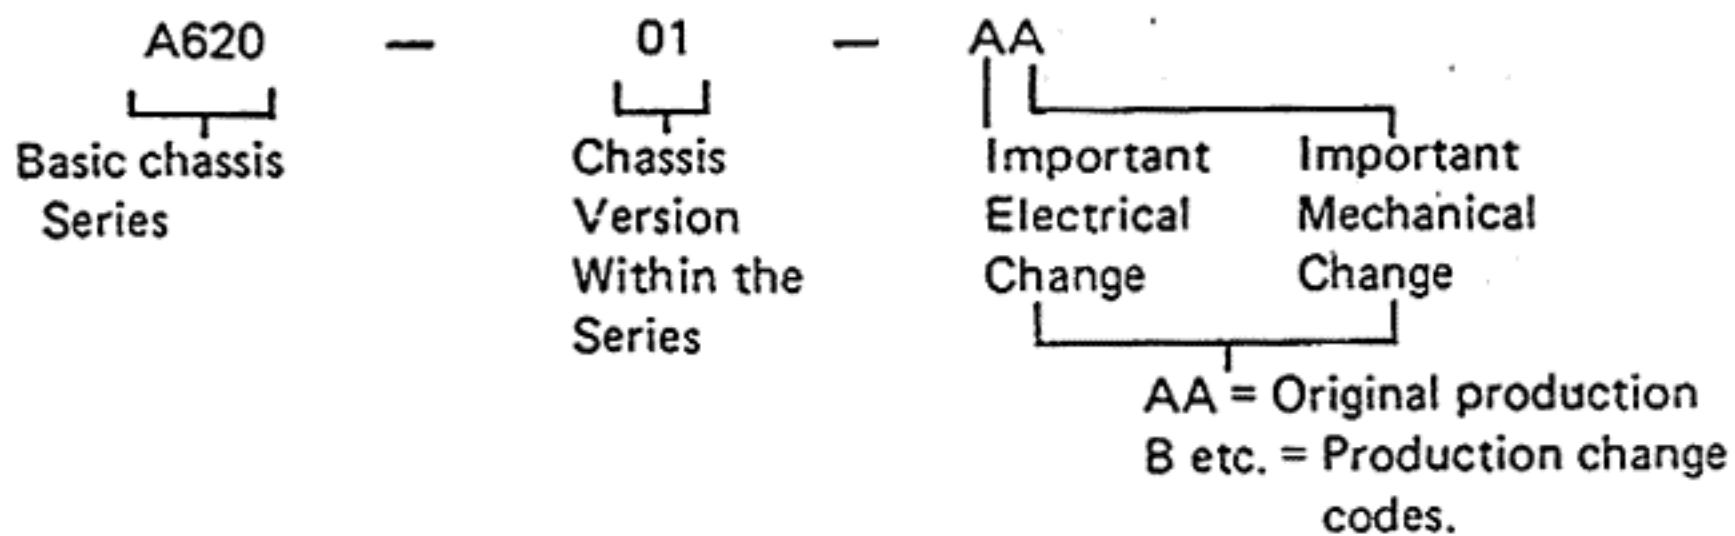 A620 — 01 — AA
Basic chassis
Series
Chassis
Version
Within the
Series
Important
Electrical
Change
Important
Mechanical
Change
AA = Original production
B etc. = Production change
codes.